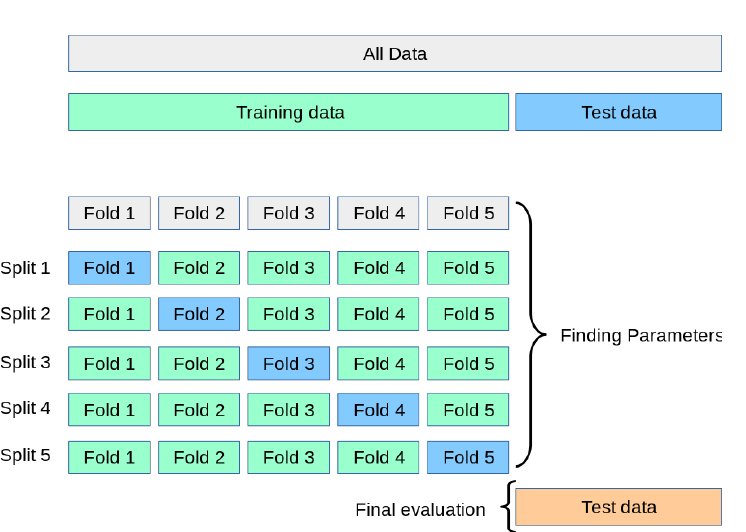 All Data
Training data Test data
Fold 1 Fold 2 Fold 3 Fold 4 Fold 5
Split 1 Fold 1 Fold 2 Fold 3 Fold 4 Fold 5
Split 2 Fold 1 Fold 2 Fold 3 Fold 4 Fold 5
Finding Parameters
Split 3 Fold 1 Fold 2 Fold 3 Fold 4 Fold 5
Split 4 Fold 1 Fold 2 Fold 3 Fold 4 Fold 5
Split 5 Fold 1 Fold 2 Fold 3 Fold 4 Fold 5
Final evaluation Test data